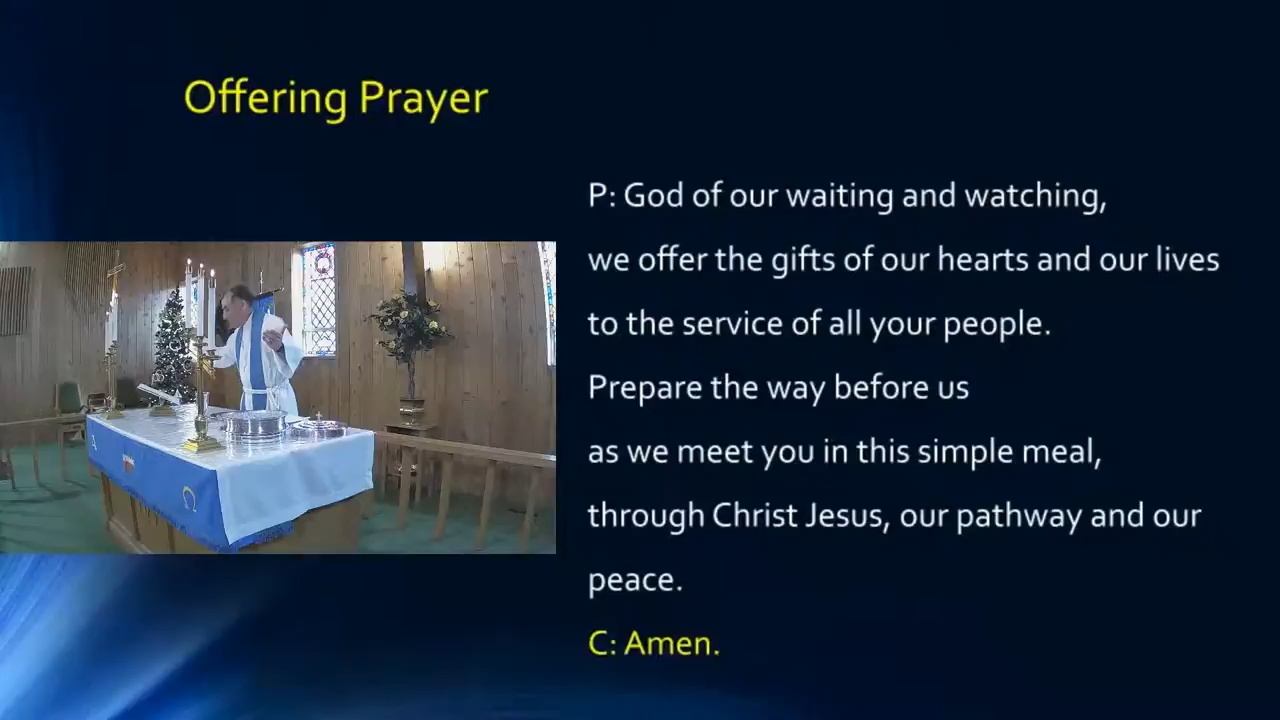 Offering Prayer
P: God of our waiting and watching,
we offer the gifts of our hearts and our lives
to the service of all your people.
Prepare the way before us
as we meet you in this simple meal,
through Christ Jesus, our pathway and our
peace.
C: Amen.
Α
Ω